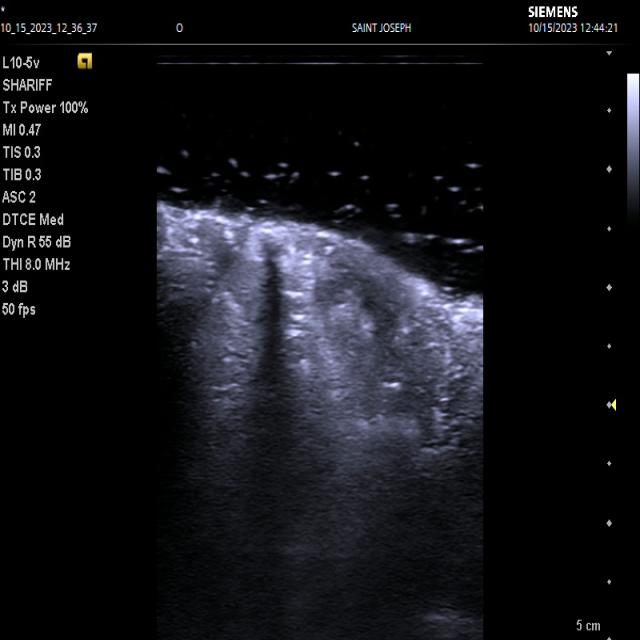 SIEMENS
10_15_2023_12_36_37 O SAINT JOSEPH 10/15/2023 12:44:21
L10-5v
SHARIFF
Tx Power 100%
MI 0.47
TIS 0.3
TIB 0.3
ASC 2
DTCE Med
Dyn R 55 dB
THI 8.0 MHz
3 dB
50 fps
5 cm